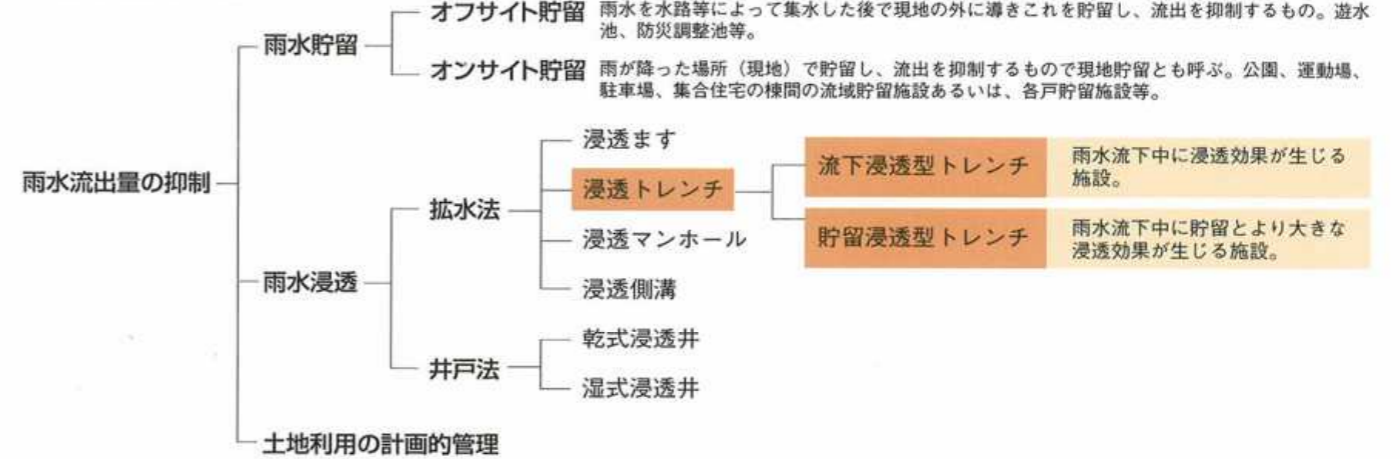 オフサイト貯留
雨水を水路等によって集水した後で現地の外に導きこれを貯留し、流出を抑制するもの。遊水
池、防災調整池等。
雨水貯留
オンサイト貯留
雨が降った場所（現地）で貯留し、流出を抑制するもので現地貯留とも呼ぶ。公園、運動場、
駐車場、集合住宅の棟間の流域貯留施設あるいは、各戸貯留施設等。
雨水流出量の抑制
浸透ます
浸透トレンチ
流下浸透型トレンチ
雨水流下中に浸透効果が生じる
施設。
貯留浸透型トレンチ
雨水流下中に貯留とより大きな
浸透効果が生じる施設。
拡水法
浸透マンホール
浸透側溝
雨水浸透
乾式浸透井
井戸法
湿式浸透井
土地利用の計画的管理